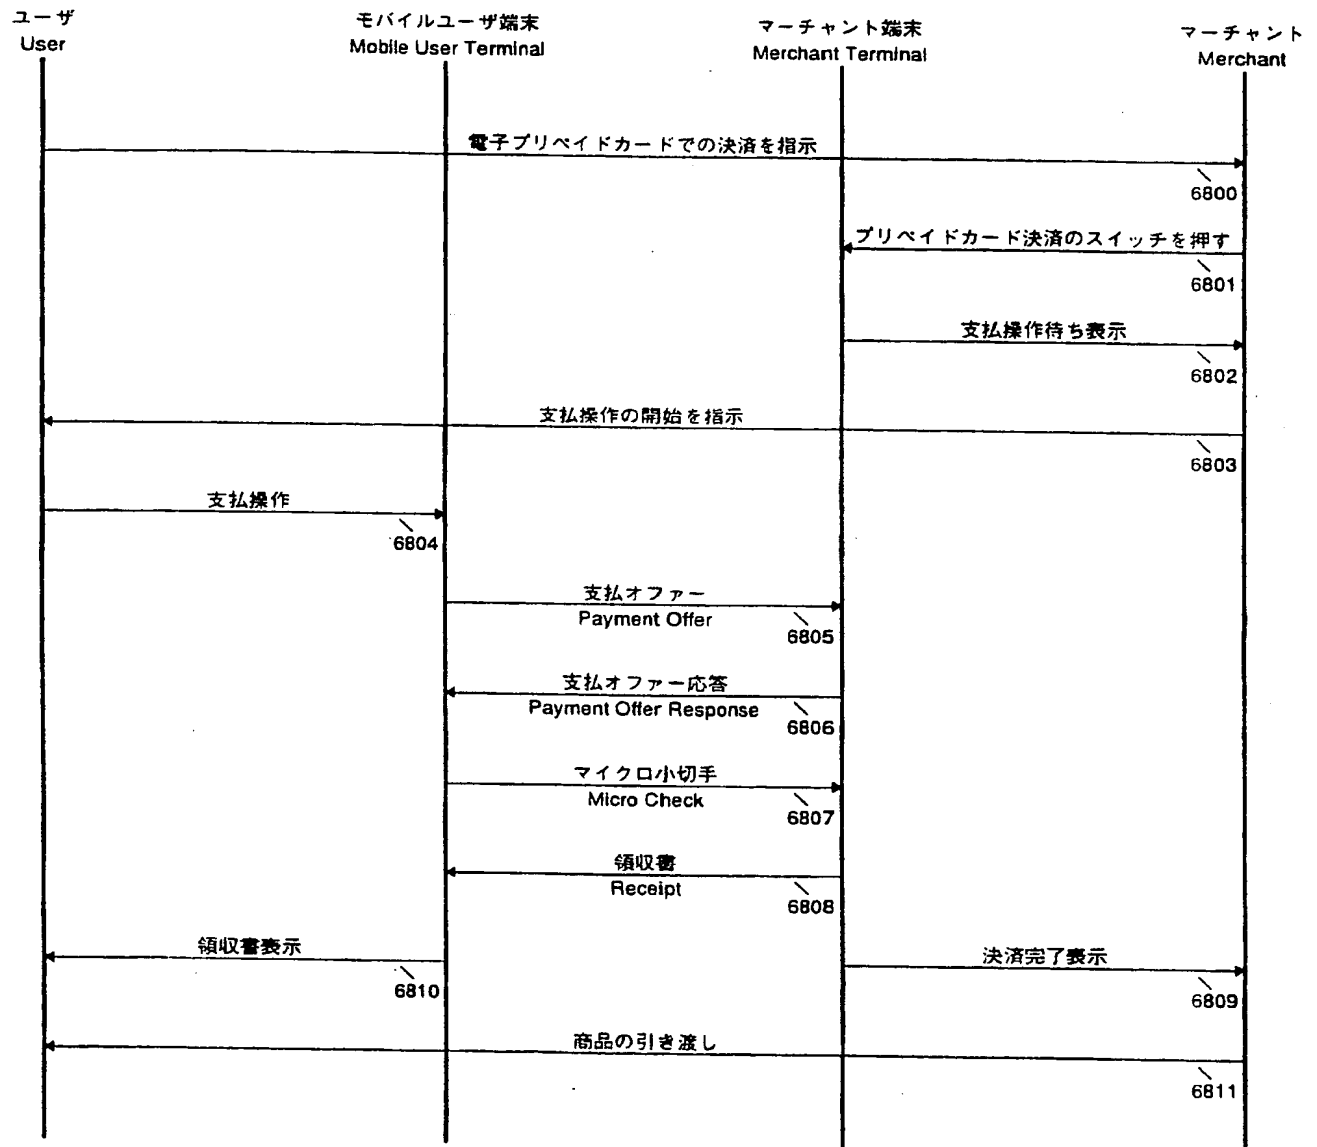 ユーザ
User
モバイルユーザ端末
Mobile User Terminal
マーチャント端末
Merchant Terminal
マーチャント
Merchant
電子プリペイドカードでの決済を指示
6800
プリペイドカード決済のスイッチを押す
6801
支払操作待ち表示
6802
支払操作の開始を指示
6803
支払操作
6804
支払オファー
Payment Offer
6805
支払オファー応答
Payment Offer Response
6806
マイクロ小切手
Micro Check
6807
領収書
Receipt
6808
領収書表示
6810
決済完了表示
6809
商品の引き渡し
6811